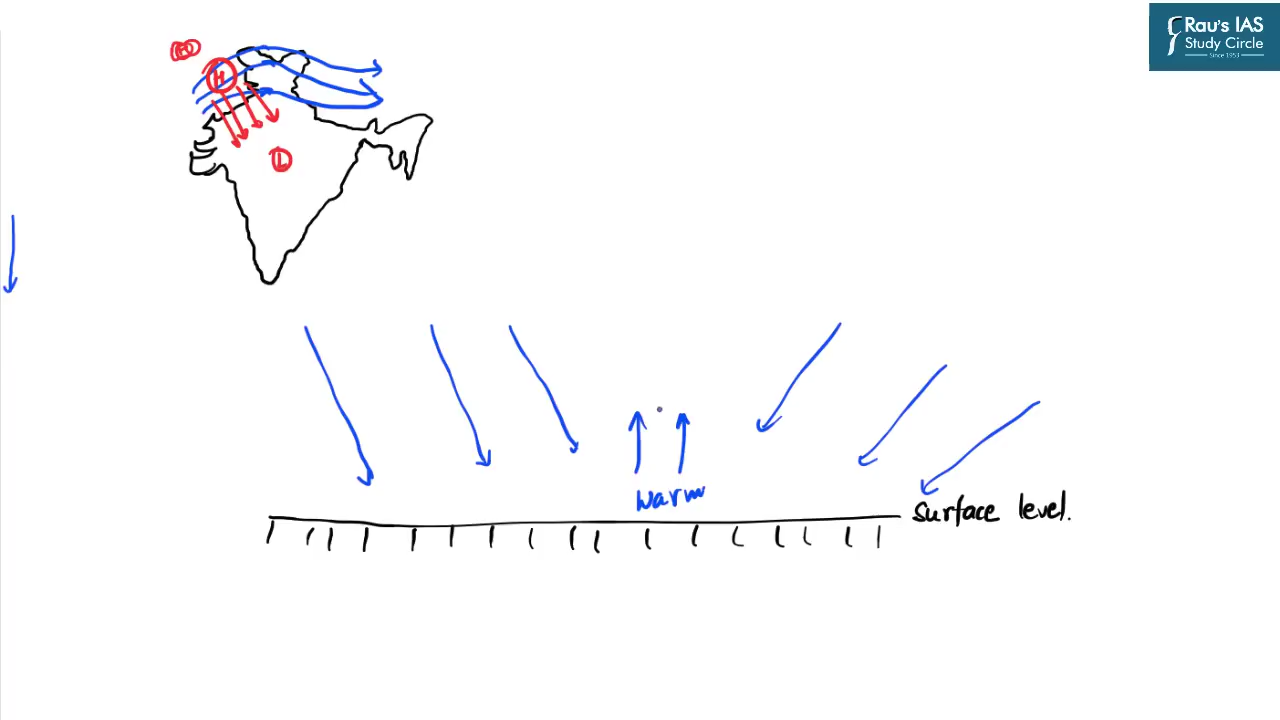 Rau's IAS
Study Circle
Since 1953
H
L
warm
surface level.